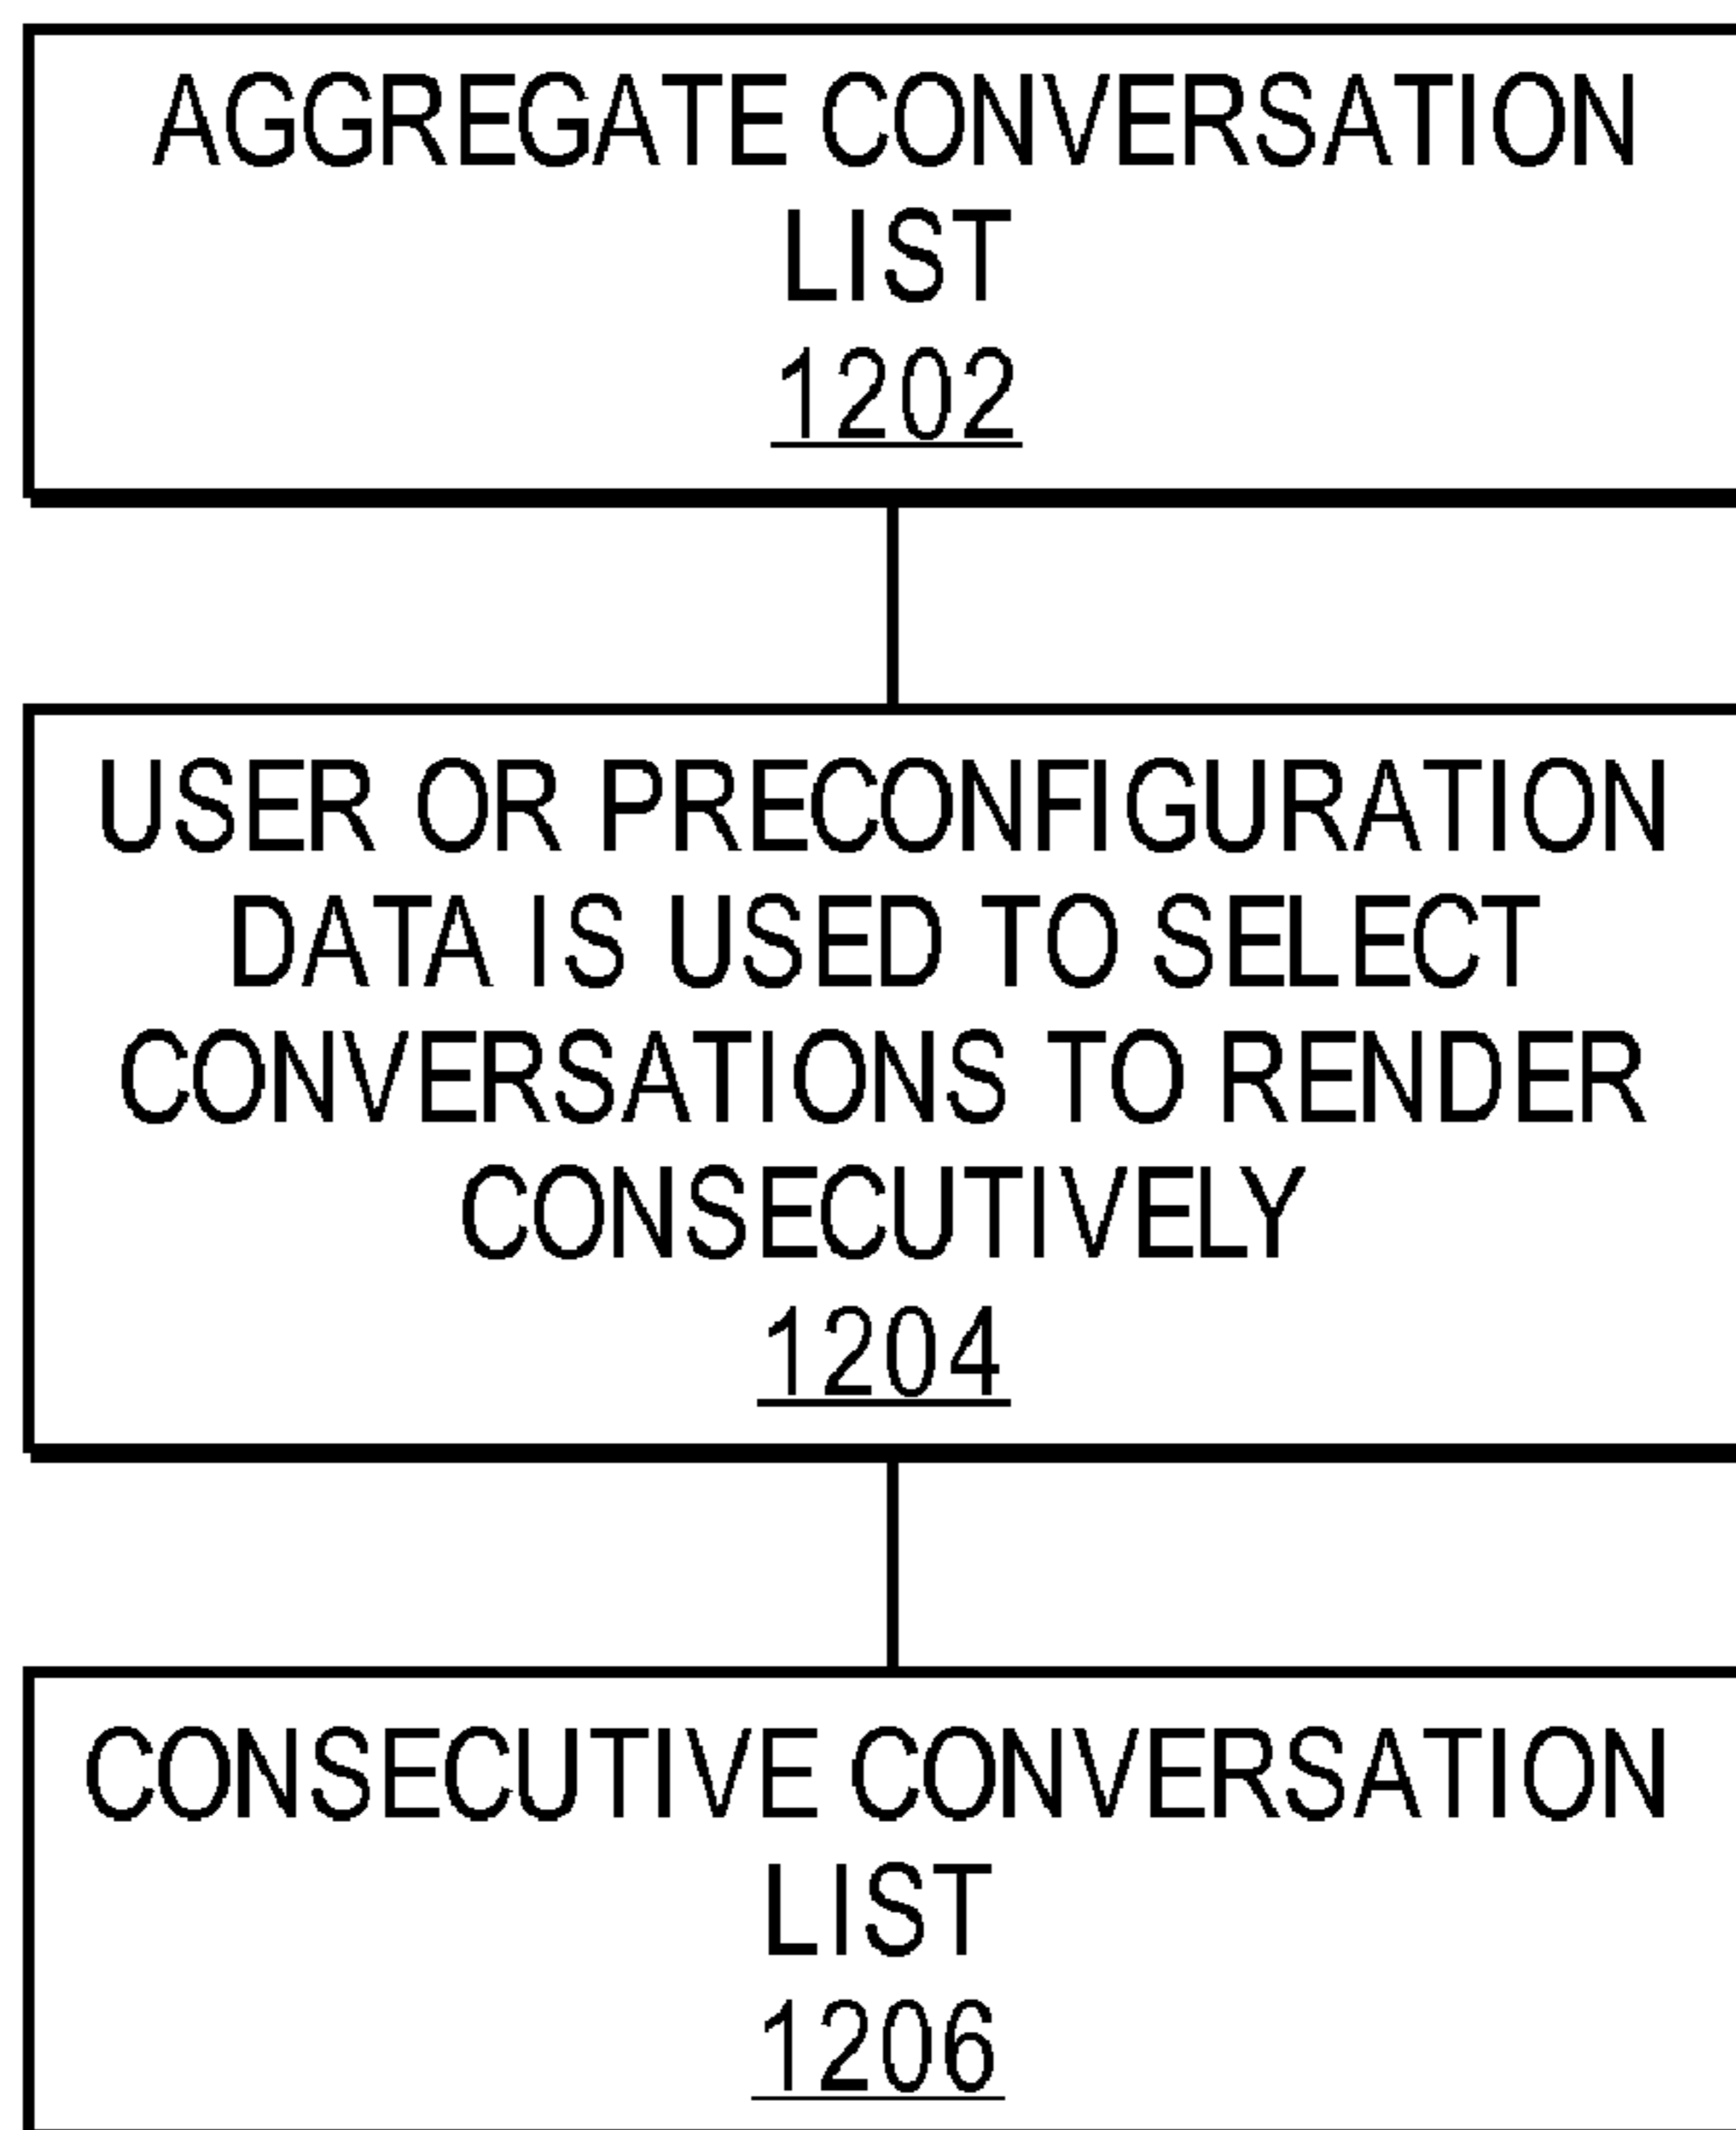 AGGREGATE CONVERSATION
LIST
1202
USER OR PRECONFIGURATION
DATA IS USED TO SELECT
CONVERSATIONS TO RENDER
CONSECUTIVELY
1204
CONSECUTIVE CONVERSATION
LIST
1206